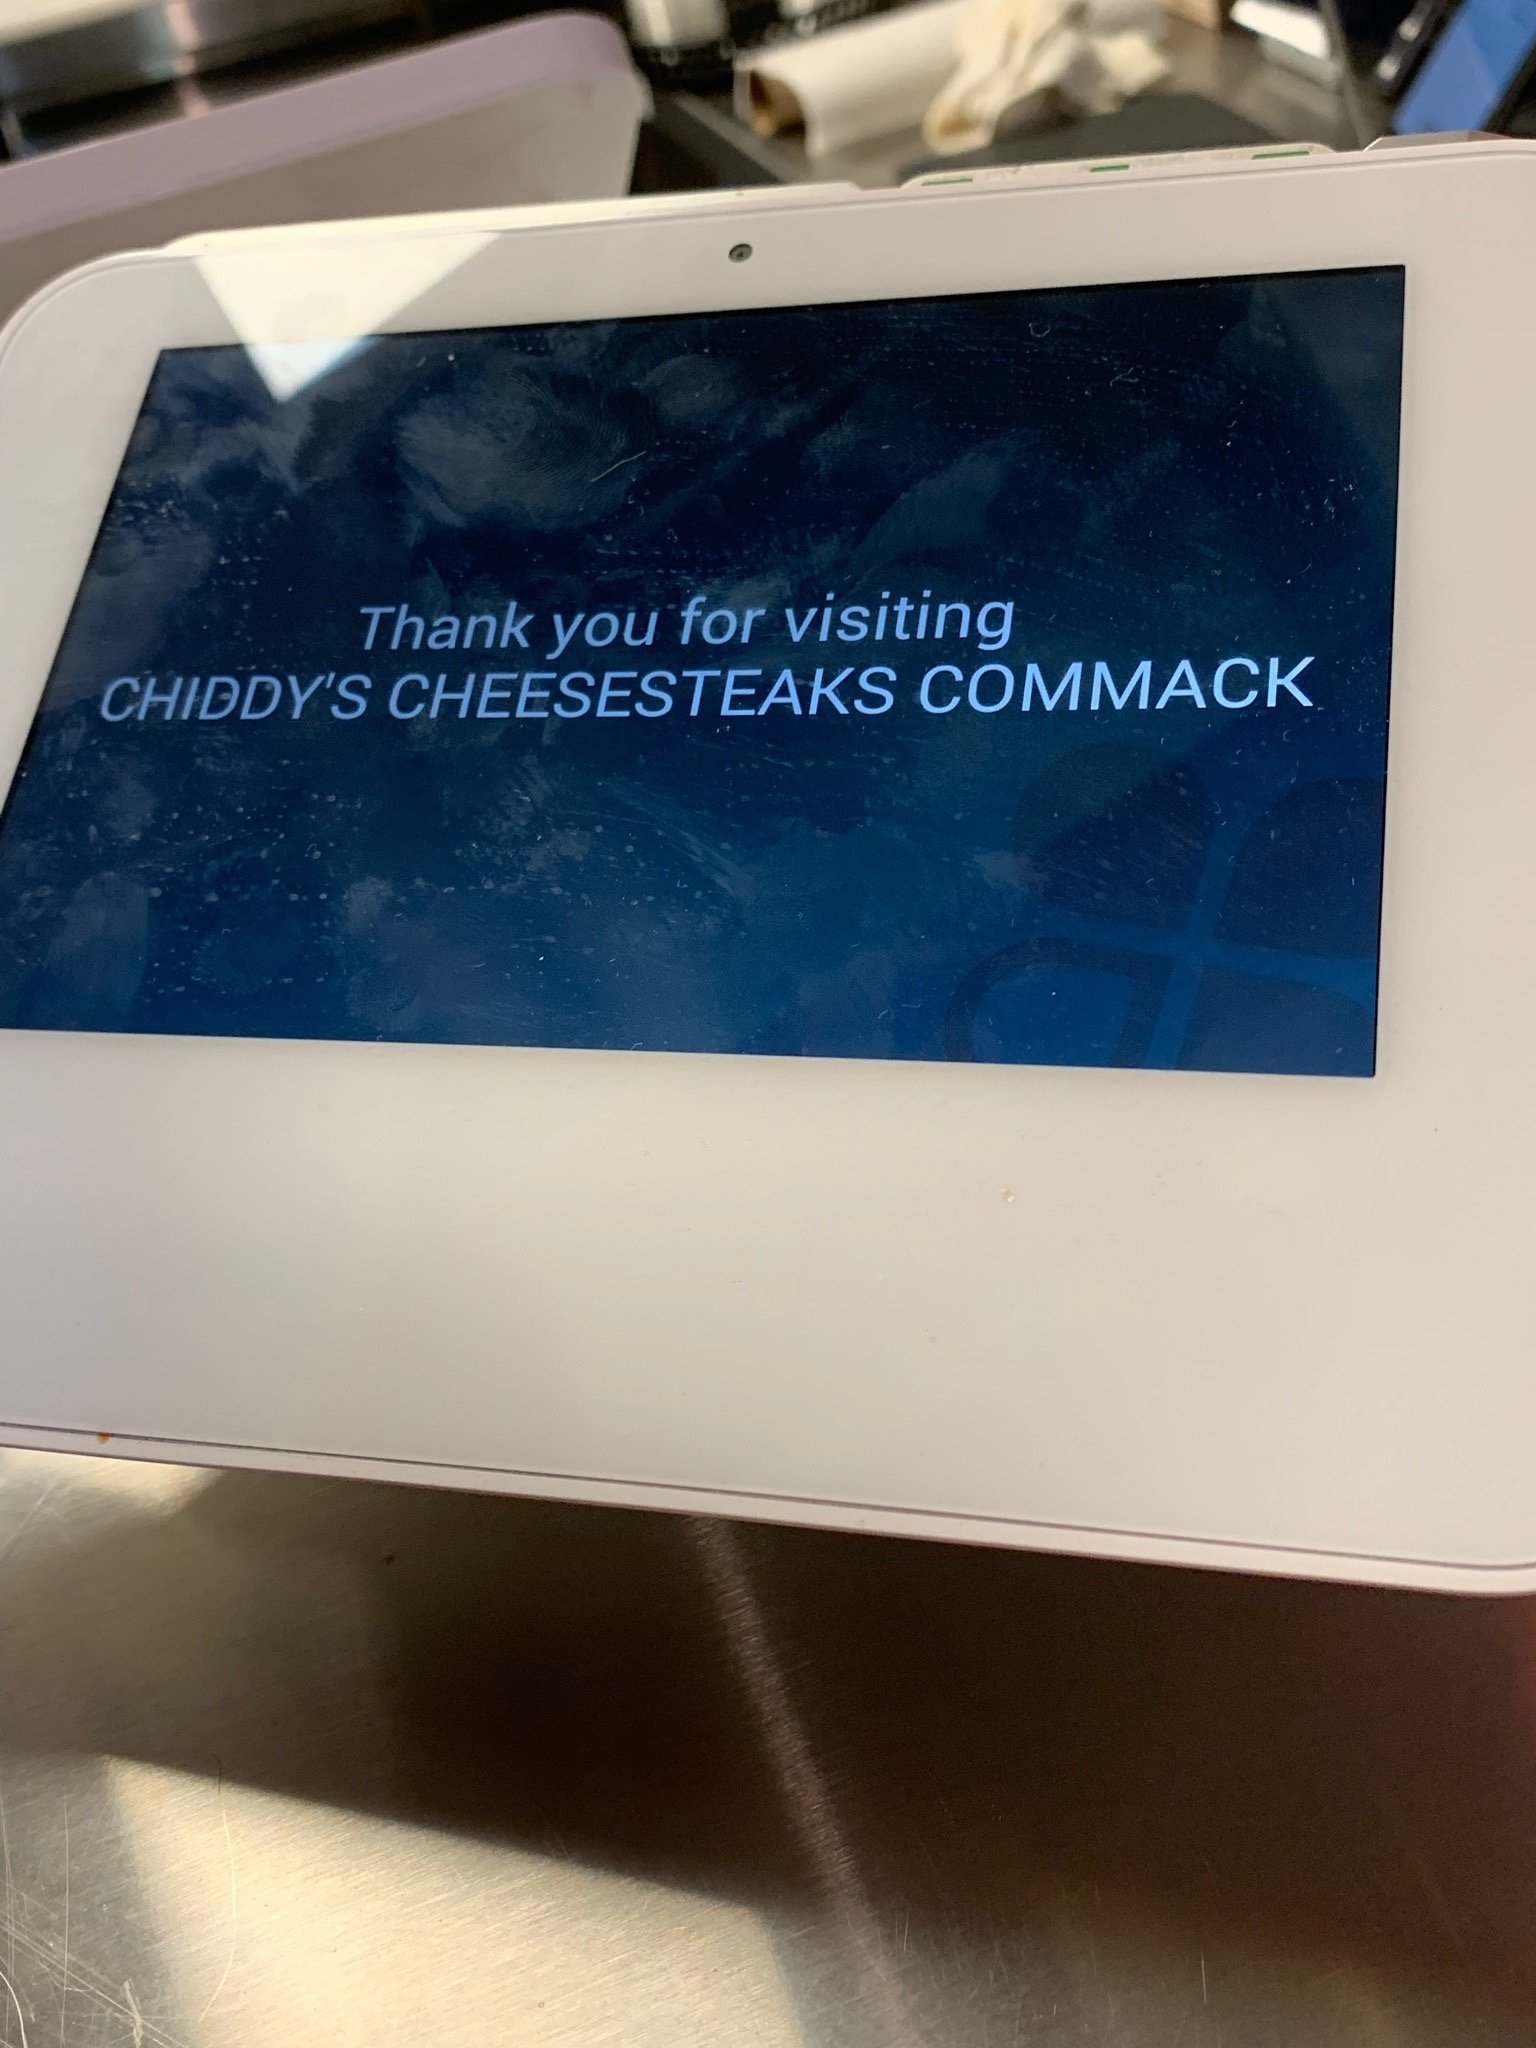 Thank you for visiting
CHIDDY'S CHEESESTEAKS COMMACK